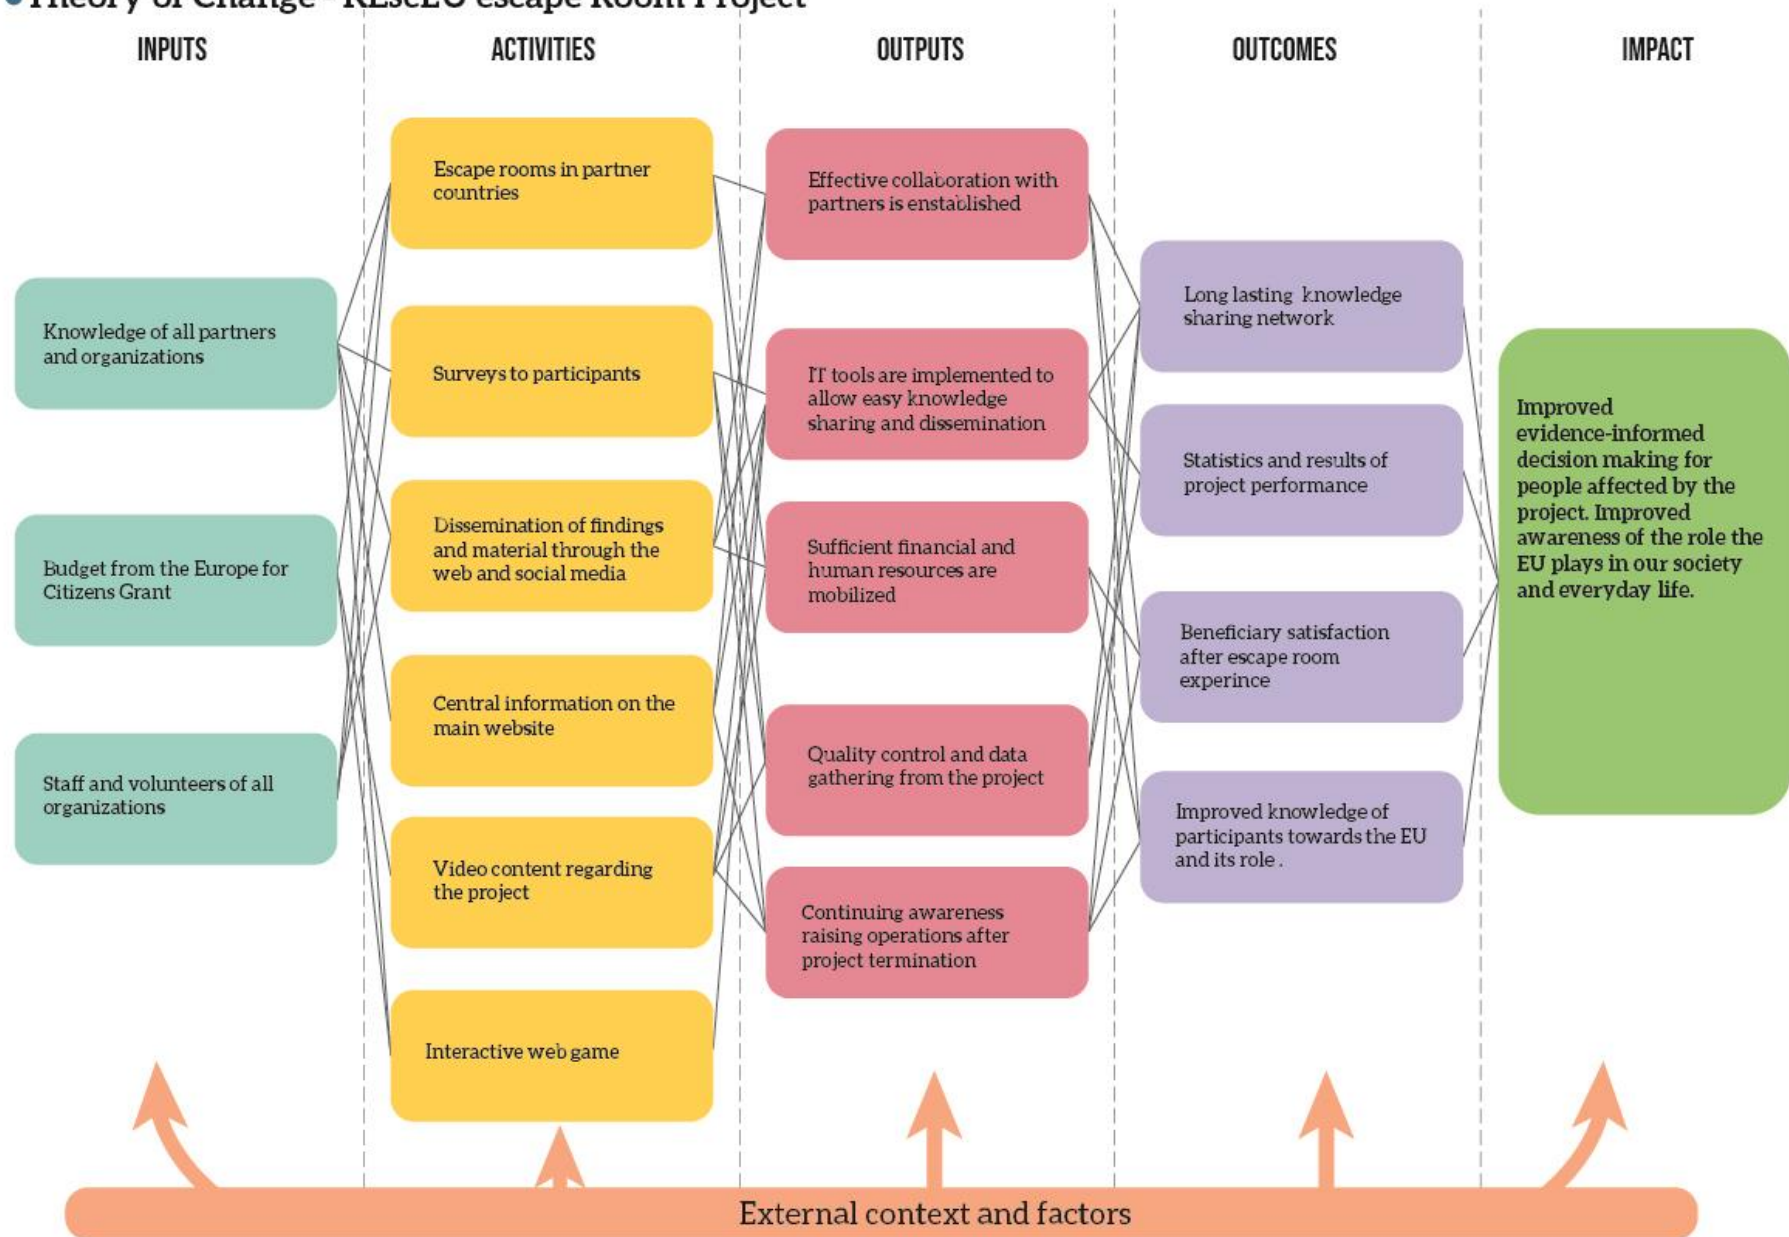 Theory of Change - REscEU escape Room Project
INPUTS
ACTIVITIES
OUTPUTS
OUTCOMES
IMPACT
Knowledge of all partners
and organizations
Budget from the Europe for
Citizens Grant
Staff and volunteers of all
organizations
Escape rooms in partner
countries
Surveys to participants
Dissemination of findings
and material through the
web and social media
Central information on the
main website
Video content regarding
the project
Interactive web game
Effective collaboration with
partners is enstablished
IT tools are implemented to
allow easy knowledge
sharing and dissemination
Sufficient financial and
human resources are
mobilized
Quality control and data
gathering from the project
Continuing awareness
raising operations after
project termination
Long lasting knowledge
sharing network
Statistics and results of
project performance
Beneficiary satisfaction
after escape room
experince
Improved knowledge of
participants towards the EU
and its role .
Improved
evidence-informed
decision making for
people affected by the
project. Improved
awareness of the role the
EU plays in our society
and everyday life.
External context and factors